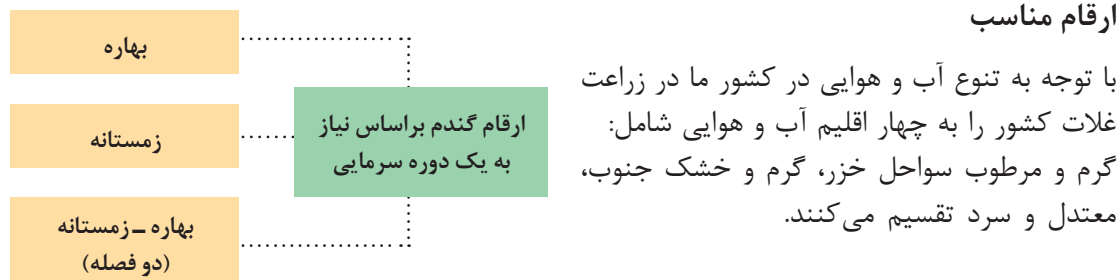 ارقام مناسب
با توجه به تنوع آب و هوایی در کشور ما در زراعت
غلات کشور را به چهار اقلیم آب و هوایی شامل:
گرم و مرطوب سواحل خزر، گرم و خشک جنوب،
معتدل و سرد تقسیم می‌کنند.
ارقام گندم براساس نیاز
به یک دوره سرمایی
بهاره
زمستانه
بهاره ـ زمستانه
(دو فصله)